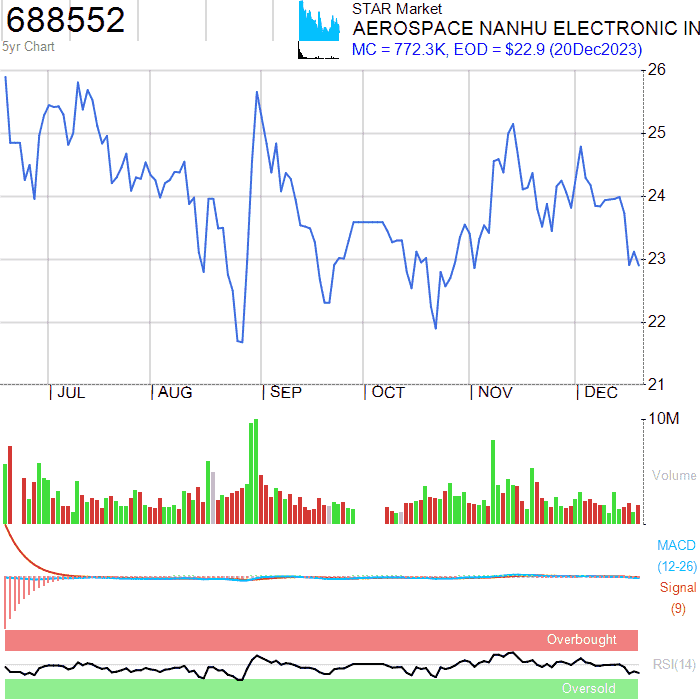 688552
5yr Chart
STAR Market
AEROSPACE NANHU ELECTRONIC IN
MC = 772.3K, EOD = $22.9 (20Dec2023)
26
25
24
23
22
21
JUL
AUG
SEP
OCT
NOV
DEC
10M
Volume
MACD
(12-26)
Signal
(9)
Overbought
RSI(14)
Oversold